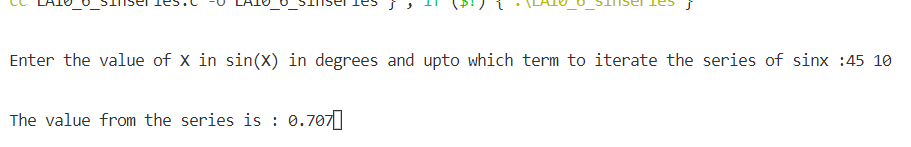 cc LA10_6_sinseries.c -o LA10_6_sinseries } ; if ($?) { .\LA10_6_sinseries }
Enter the value of X in sin(X) in degrees and upto which term to iterate the series of sinx :45 10
The value from the series is : 0.707